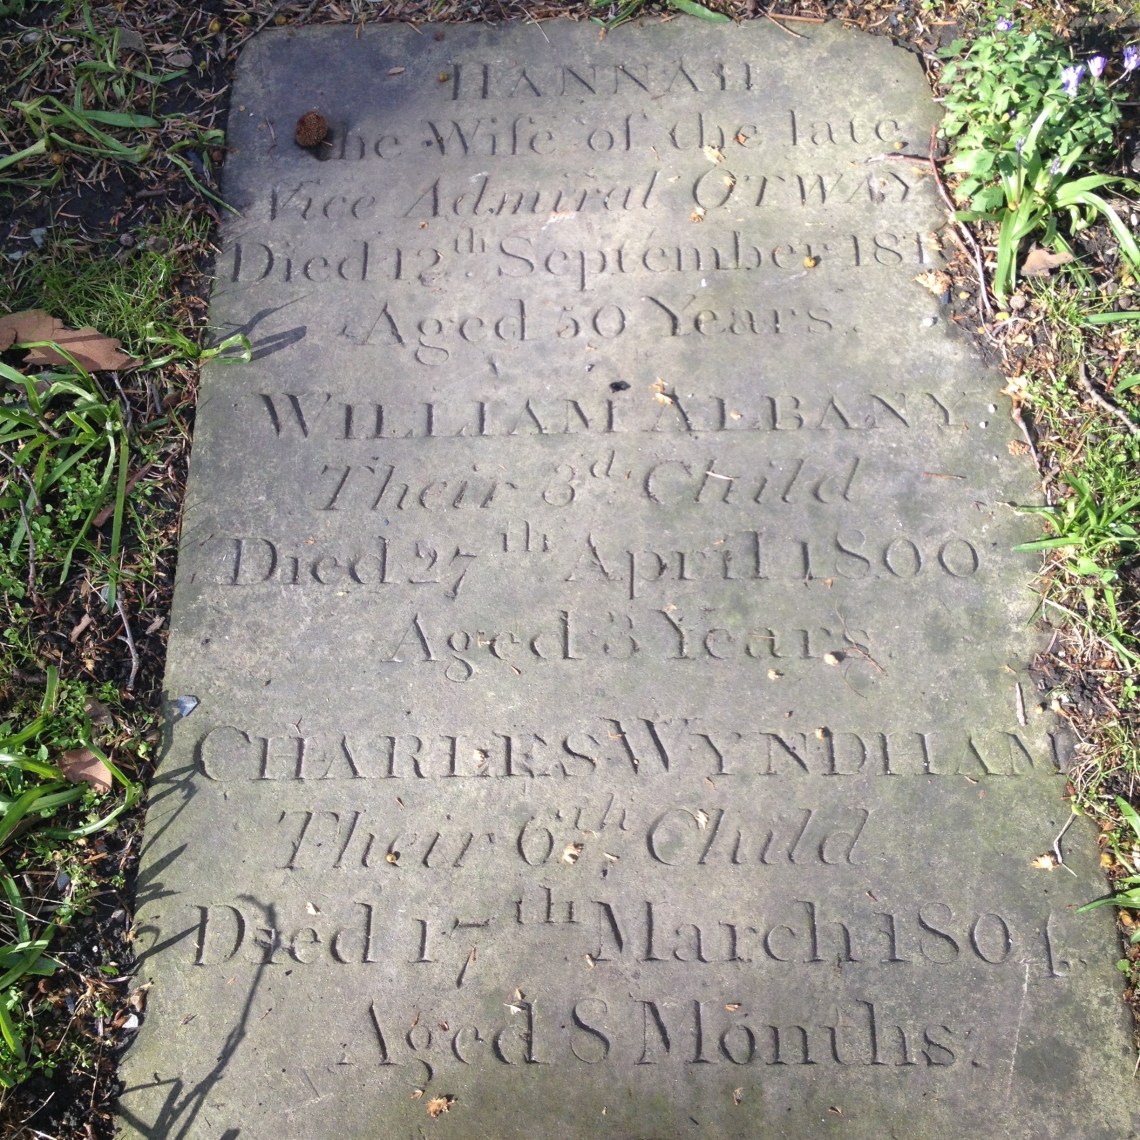 HANNAH
the Wife of the late
Vice Admiral OTWAY
Died 12th September
Aged 50 Years.
WILLIAM ALBANY
Their 3d Child
Died 27th April 1800
Aged 3 Years.
CHARLES WYNDHAM
Their 6th Child
Died 17th March 1804.
Aged 8 Months.